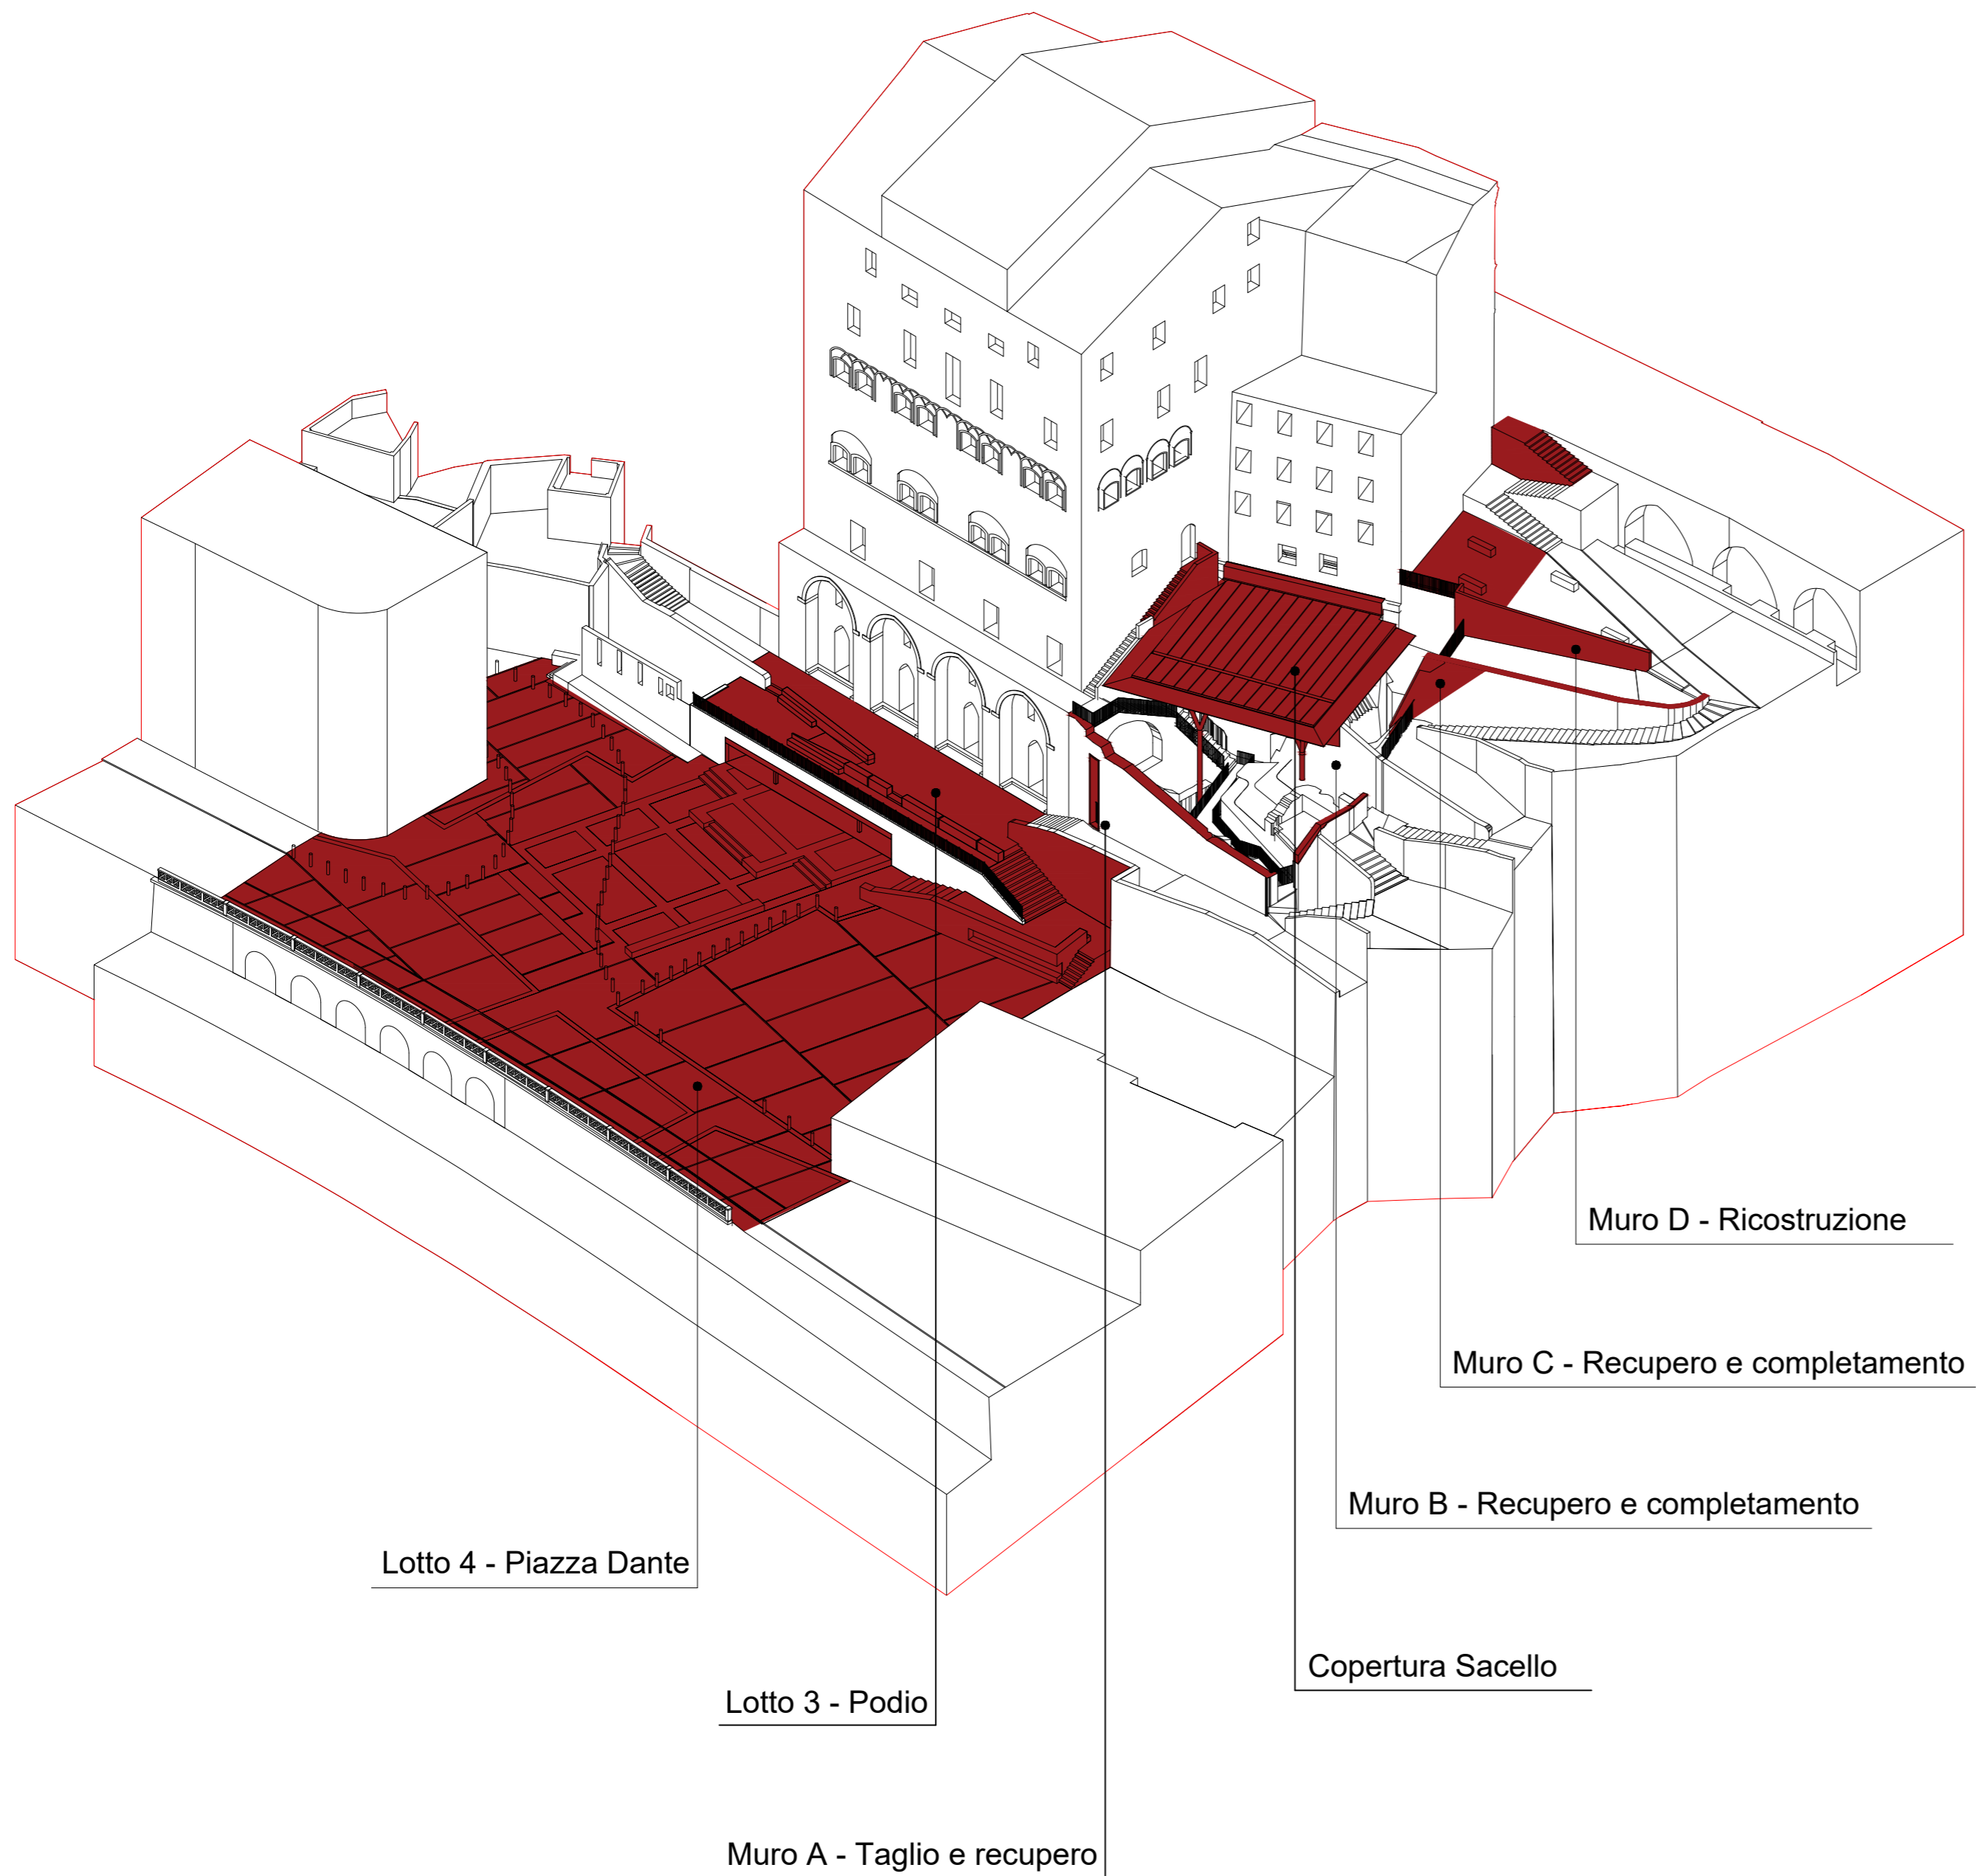 Muro D - Ricostruzione
Muro C - Recupero e completamento
Muro B - Recupero e completamento
Lotto 4 - Piazza Dante
Copertura Sacello
Lotto 3 - Podio
Muro A - Taglio e recupero